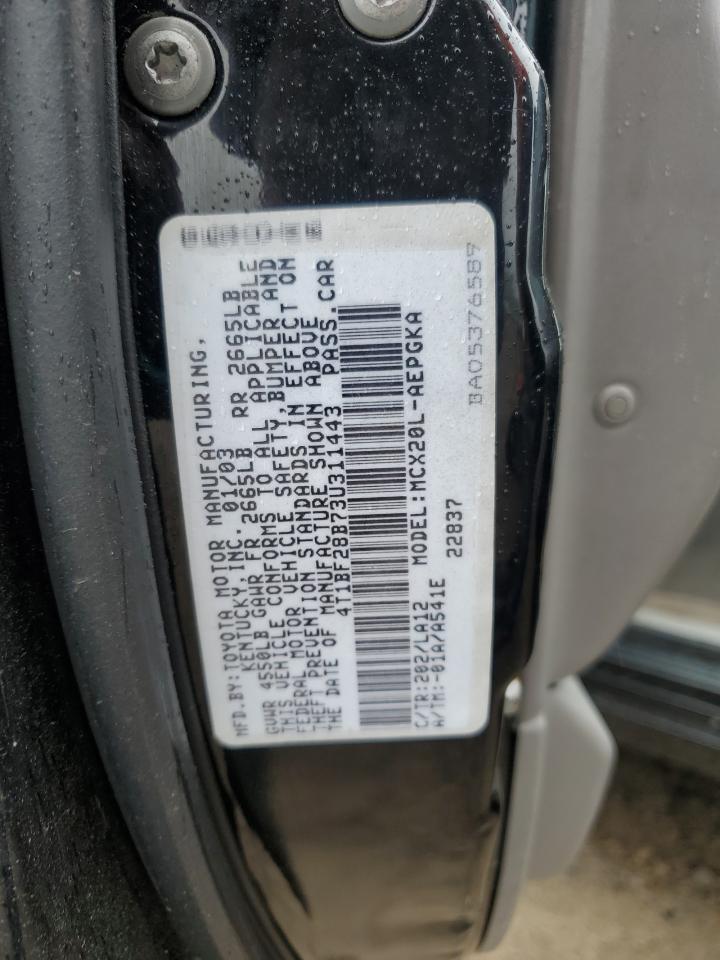 MFD.BY:TOYOTA MOTOR MANUFACTURING,
KENTUCKY,INC. 01/03
GVWR 4550LB GAWR FR 2665LB RR 2665LB
THIS VEHICLE CONFORMS TO ALL APPLICABLE
FEDERAL MOTOR VEHICLE SAFETY,BUMPER AND
THEFT PREVENTION STANDARDS IN EFFECT ON
THE DATE OF MANUFACTURE SHOWN ABOVE
4T1BF28B73U311443 PASS.CAR
C/TR:202/LA12 MODEL:MCX20L-AEPGKA
A/TM:-01A/A541E 22837
BA05376589